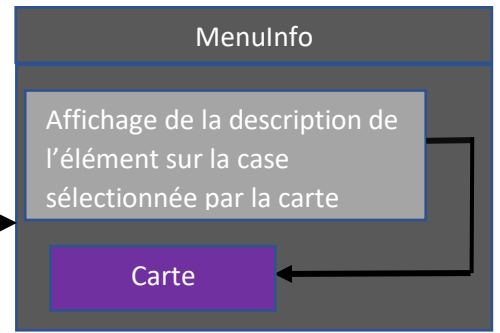 MenuInfo
Affichage de la description de
l’élément sur la case
sélectionnée par la carte
Carte